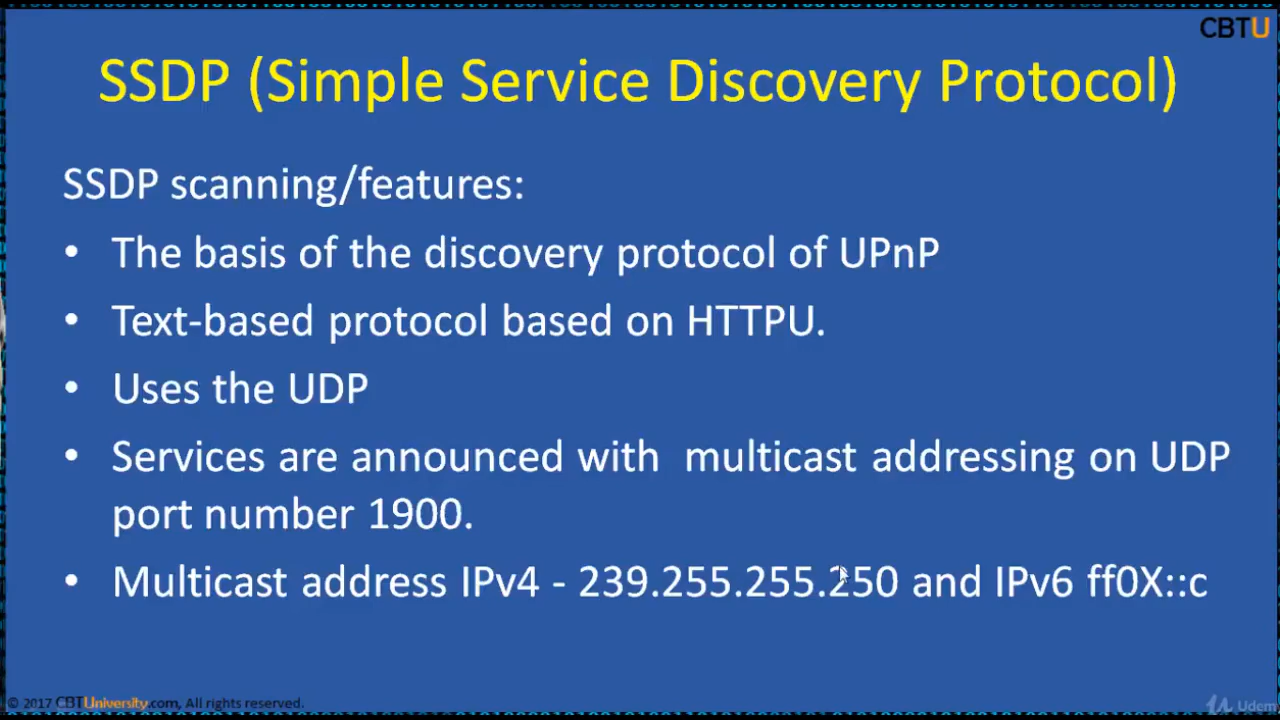 CBTU
SSDP (Simple Service Discovery Protocol)
SSDP scanning/features:
• The basis of the discovery protocol of UPnP
• Text-based protocol based on HTTPU.
• Uses the UDP
• Services are announced with multicast addressing on UDP
port number 1900.
• Multicast address IPv4 - 239.255.255.250 and IPv6 ff0X::c
© 2017 CBTUniversity.com, All rights reserved.
Udem